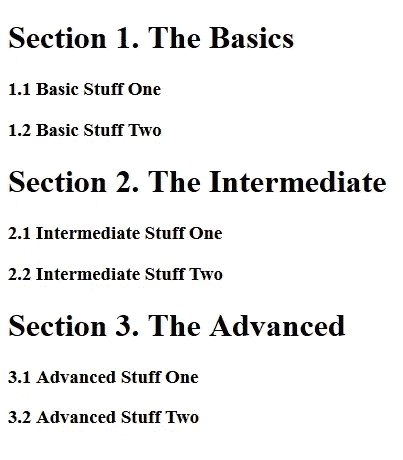 Section 1. The Basics
1.1 Basic Stuff One
1.2 Basic Stuff Two
Section 2. The Intermediate
2.1 Intermediate Stuff One
2.2 Intermediate Stuff Two
Section 3. The Advanced
3.1 Advanced Stuff One
3.2 Advanced Stuff Two